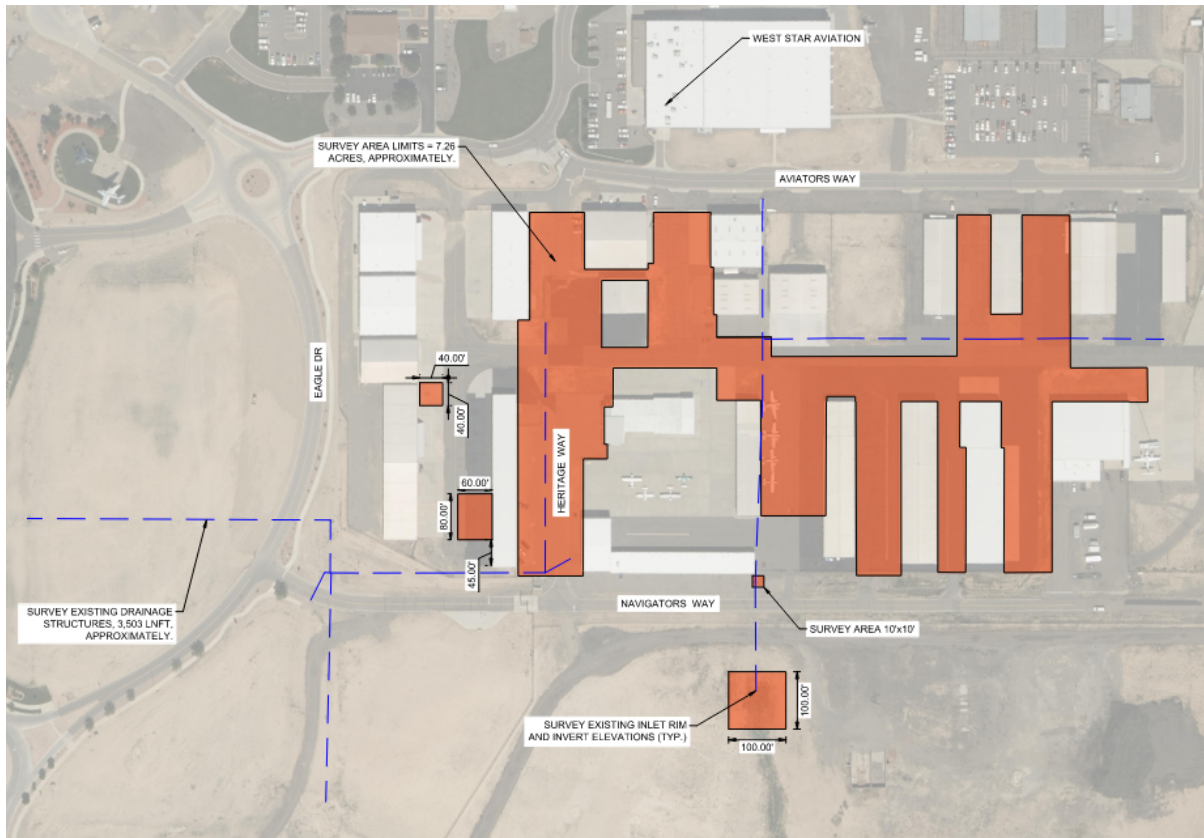 WEST STAR AVIATION
SURVEY AREA LIMITS = 7.26
ACRES, APPROXIMATELY.
AVIATORS WAY
EAGLE DR
40.00'
40.00'
HERITAGE WAY
60.00'
80.00'
45.00'
SURVEY EXISTING DRAINAGE
STRUCTURES, 3,503 LNFT,
APPROXIMATELY.
NAVIGATORS WAY
SURVEY AREA 10'x10'
SURVEY EXISTING INLET RIM
AND INVERT ELEVATIONS (TYP.)
100.00'
100.00'